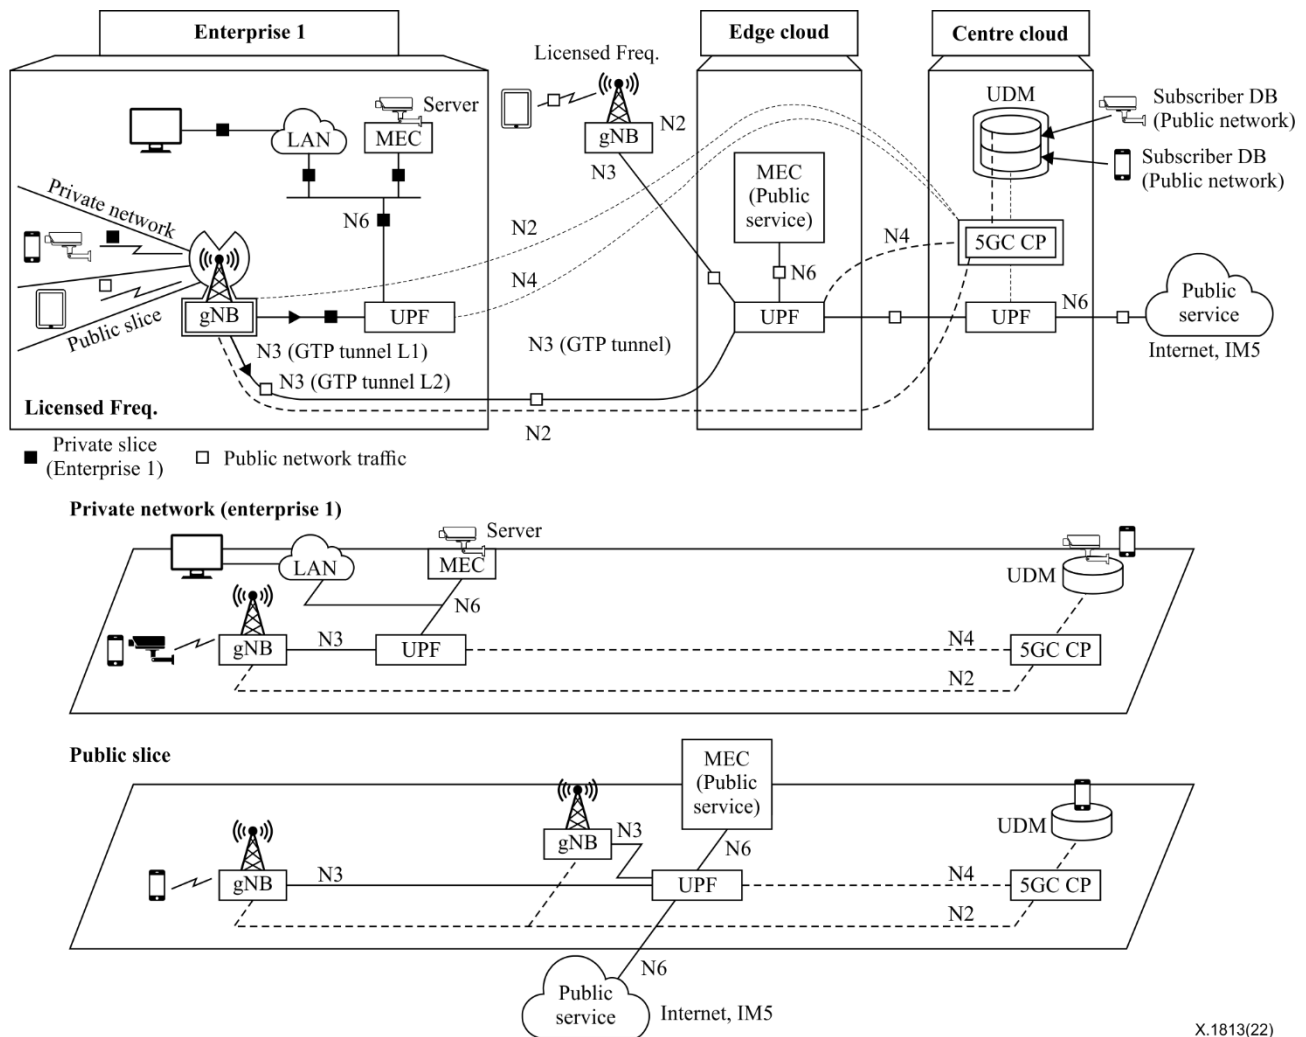 Enterprise 1
Edge cloud
Centre cloud
Licensed Freq.
Server
UDM
Subscriber DB
(Public network)
LAN
MEC
gNB
N2
N3
MEC
(Public
service)
Subscriber DB
(Public network)
Private network
N6
N2
N4
N4
5GC CP
N6
gNB
UPF
UPF
UPF
N6
Public
service
Public slice
N3 (GTP tunnel L1)
N3 (GTP tunnel)
Internet, IM5
N3 (GTP tunnel L2)
Licensed Freq.
N2
Private slice
(Enterprise 1)
Public network traffic
Private network (enterprise 1)
Server
LAN
MEC
UDM
N6
gNB
N3
UPF
N4
5GC CP
N2
Public slice
MEC
(Public
service)
gNB
N3
UDM
N6
gNB
N3
UPF
N4
5GC CP
N2
N6
Public
service
Internet, IM5
X.1813(22)